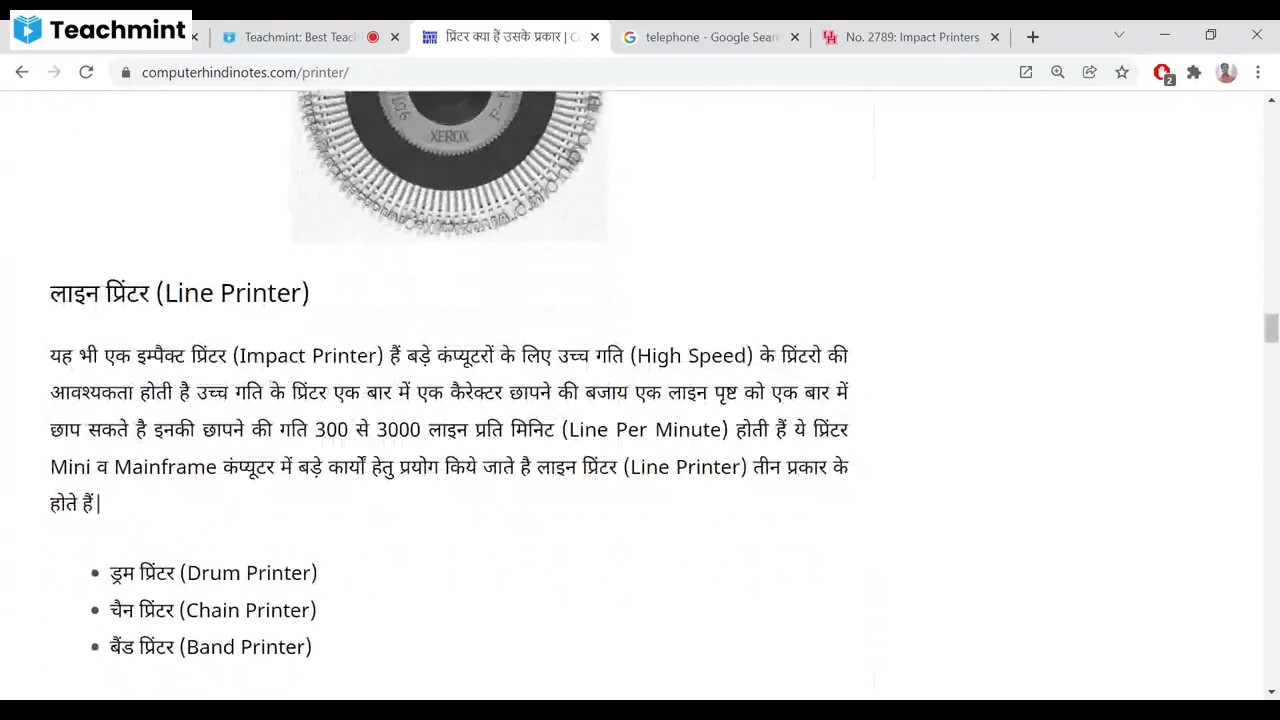 Teachmint
Teachmint: Best Teac
प्रिंटर क्या हैं उसके प्रकार | C
telephone - Google Sear
No. 2789: Impact Printers
computerhindinotes.com/printer/
2
XEROX
लाइन प्रिंटर (Line Printer)
यह भी एक इम्पैक्ट प्रिंटर (Impact Printer) हैं बड़े कंप्यूटरों के लिए उच्च गति (High Speed) के प्रिंटरो की
आवश्यकता होती है उच्च गति के प्रिंटर एक बार में एक कैरेक्टर छापने की बजाय एक लाइन पृष्ट को एक बार में
छाप सकते है इनकी छापने की गति 300 से 3000 लाइन प्रति मिनिट (Line Per Minute) होती हैं ये प्रिंटर
Mini व Mainframe कंप्यूटर में बड़े कार्यों हेतु प्रयोग किये जाते है लाइन प्रिंटर (Line Printer) तीन प्रकार के
होते हैं|
ड्रम प्रिंटर (Drum Printer)
चैन प्रिंटर (Chain Printer)
बैंड प्रिंटर (Band Printer)